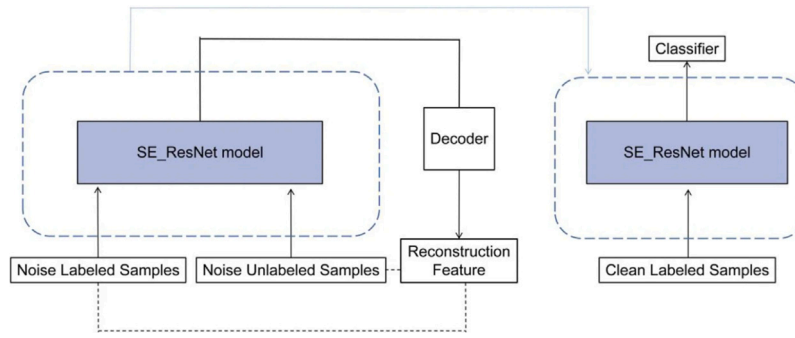 Classifier
SE_ResNet model
Decoder
SE_ResNet model
Noise Labeled Samples
Noise Unlabeled Samples
Reconstruction
Feature
Clean Labeled Samples